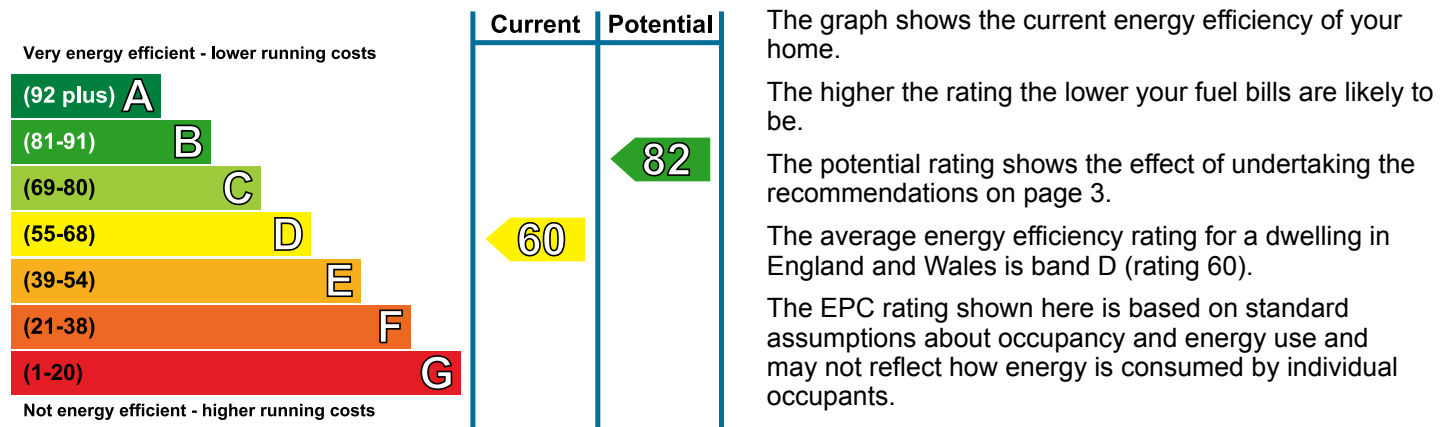 Current Potential
Very energy efficient - lower running costs
(92 plus) A
(81-91) B
(69-80) C
(55-68) D
(39-54) E
(21-38) F
(1-20) G
Not energy efficient - higher running costs
82
60
The graph shows the current energy efficiency of your
home.
The higher the rating the lower your fuel bills are likely to
be.
The potential rating shows the effect of undertaking the
recommendations on page 3.
The average energy efficiency rating for a dwelling in
England and Wales is band D (rating 60).
The EPC rating shown here is based on standard
assumptions about occupancy and energy use and
may not reflect how energy is consumed by individual
occupants.